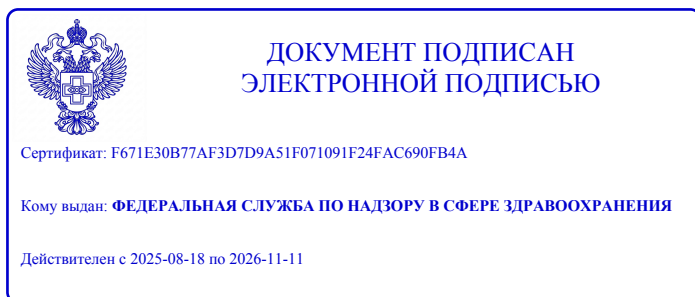 ДОКУМЕНТ ПОДПИСАН
ЭЛЕКТРОННОЙ ПОДПИСЬЮ
Сертификат: F671E30B77AF3D7D9A51F071091F24FAC690FB4A
Кому выдан: ФЕДЕРАЛЬНАЯ СЛУЖБА ПО НАДЗОРУ В СФЕРЕ ЗДРАВООХРАНЕНИЯ
Действителен с 2025-08-18 по 2026-11-11